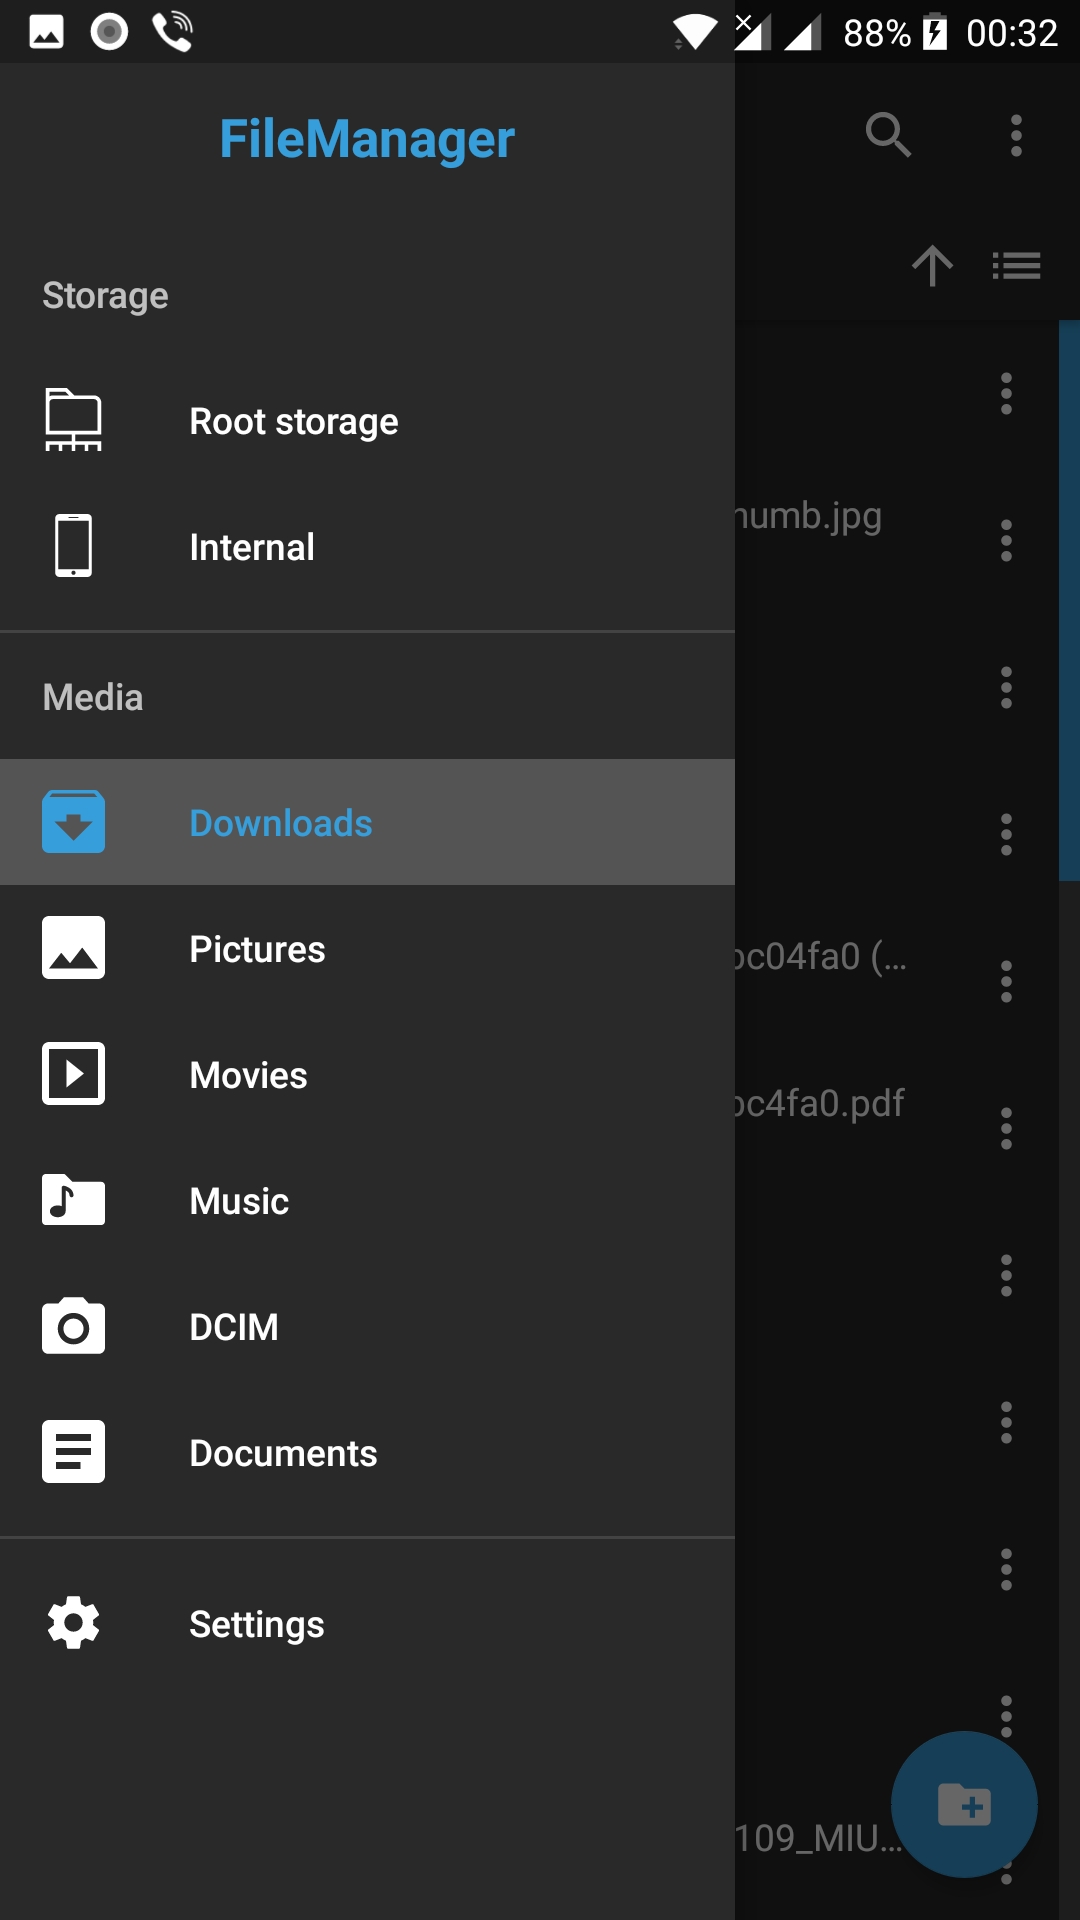 88% 00:32
FileManager
Storage
Root storage
Internal
numb.jpg
Media
Downloads
Pictures
bc04fa0 (…
Movies
bc4fa0.pdf
Music
DCIM
Documents
Settings
109_MIU…